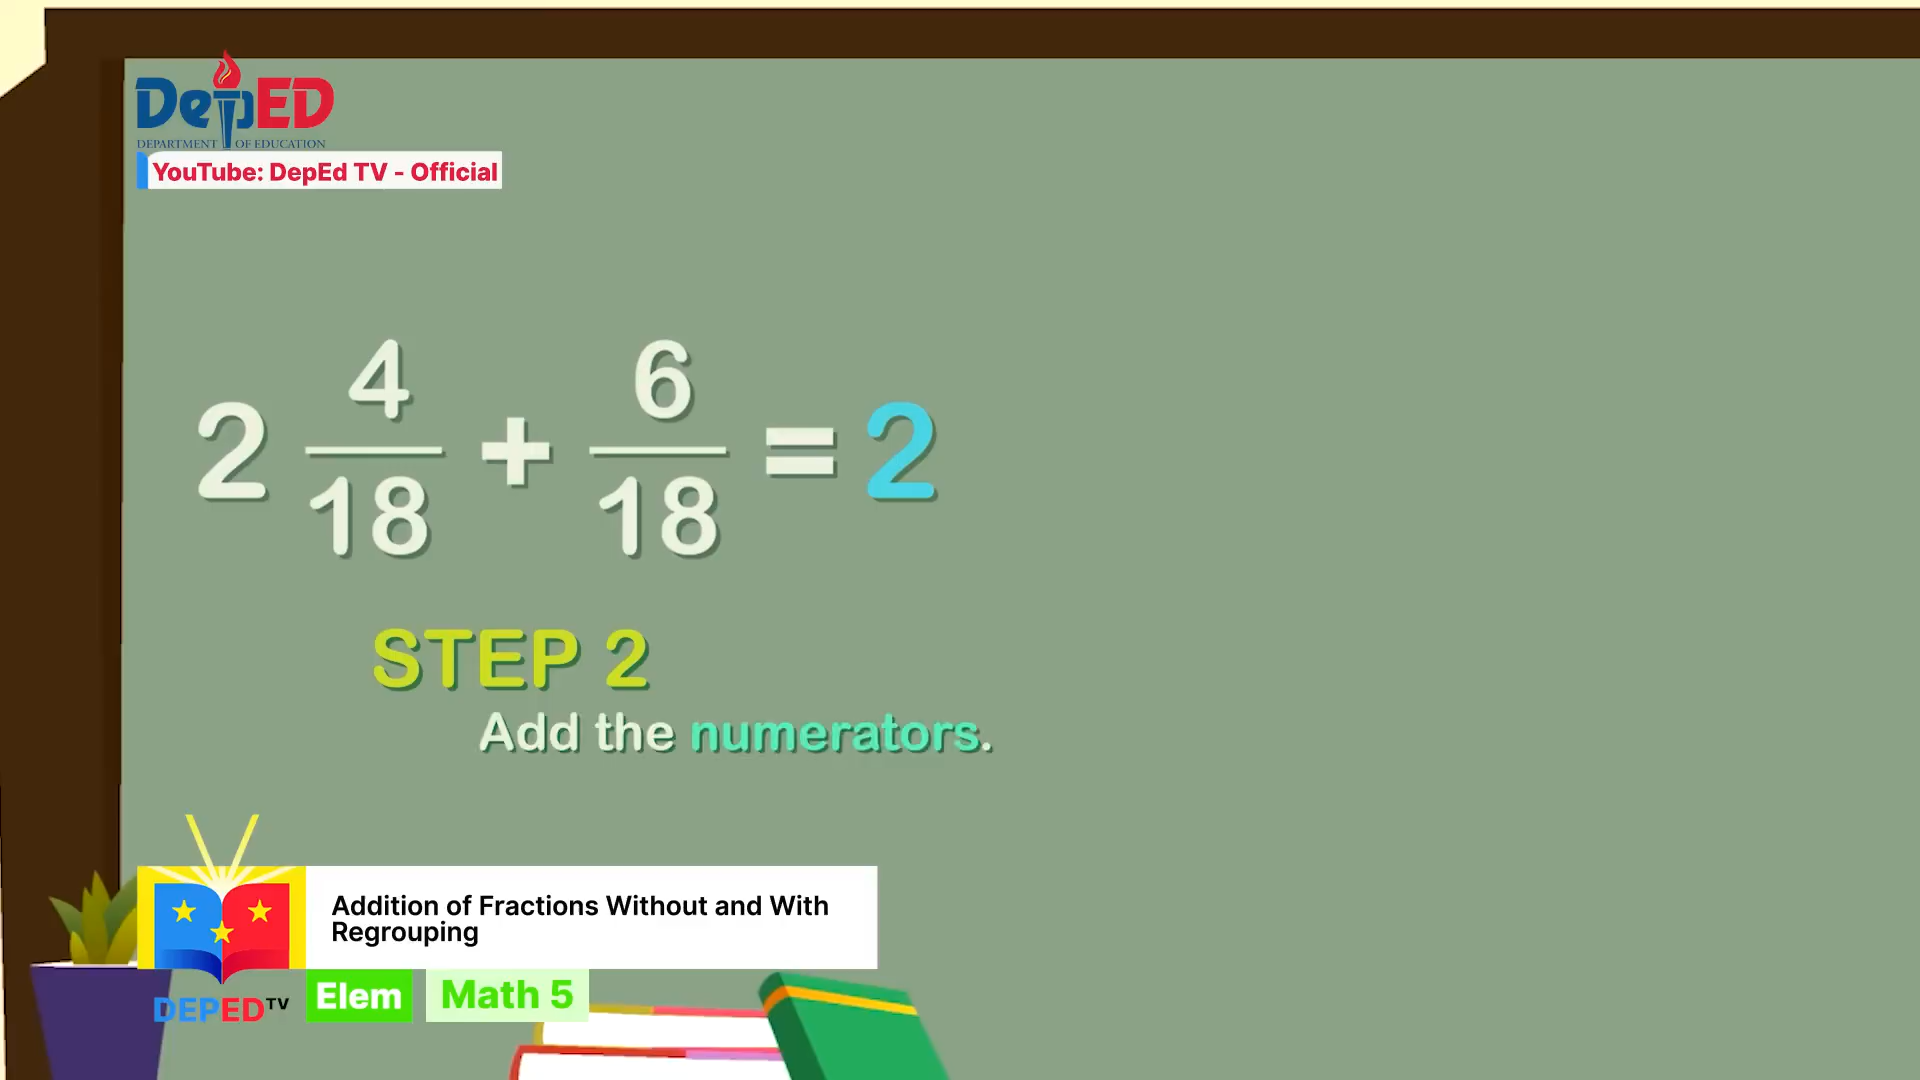 DepED
DEPARTMENT OF EDUCATION
YouTube: DepEd TV - Official
2 4/18 + 6/18 = 2
STEP 2
Add the numerators.
Addition of Fractions Without and With
Regrouping
DEPED TV
Elem
Math 5